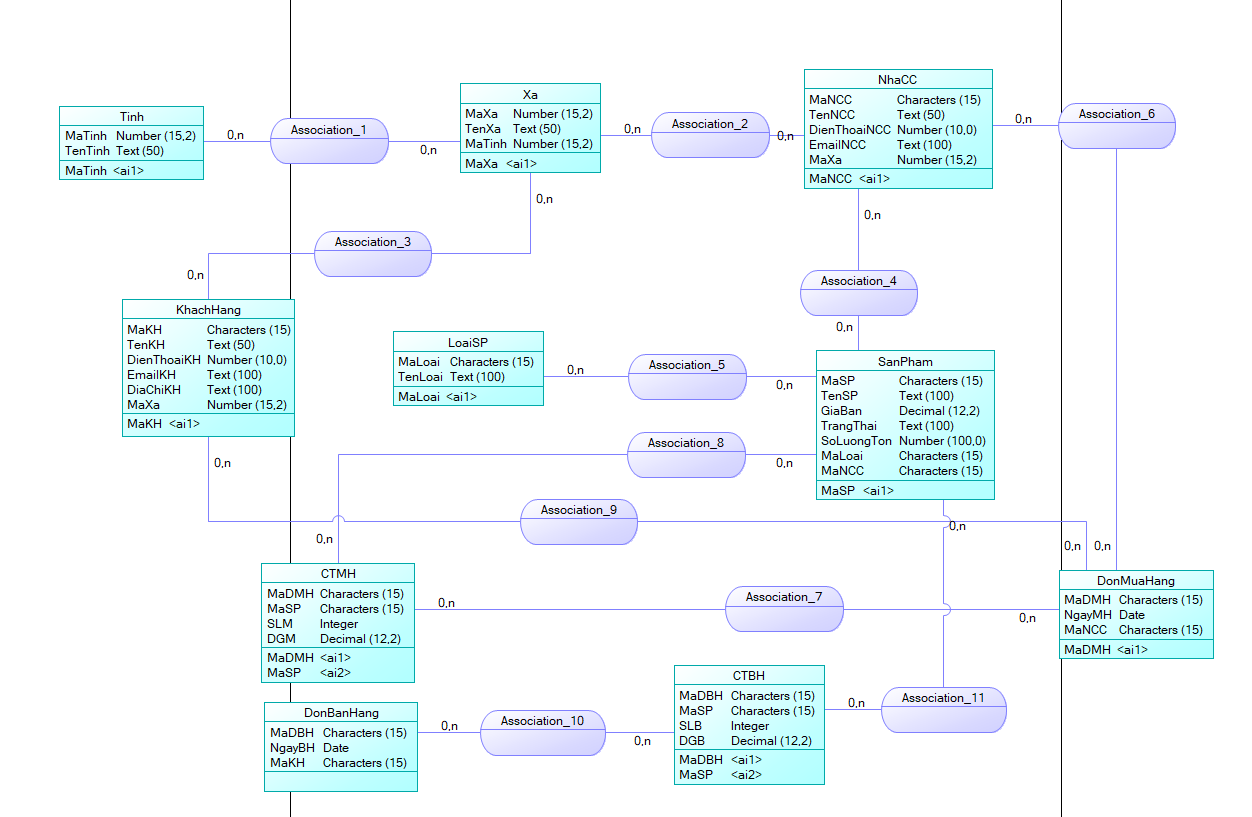 Tinh
MaTinh Number (15,2)
TenTinh Text (50)
MaTinh <ai1>
0,n
Association_1
0,n
Xa
MaXa Number (15,2)
TenXa Text (50)
MaTinh Number (15,2)
MaXa <ai1>
0,n
Association_2
0,n
NhaCC
MaNCC Characters (15)
TenNCC Text (50)
DienThoaiNCC Number (10,0)
EmailNCC Text (100)
MaXa Number (15,2)
MaNCC <ai1>
0,n
Association_6
0,n
Association_3
0,n
0,n
Association_4
0,n
KhachHang
MaKH Characters (15)
TenKH Text (50)
DienThoaiKH Number (10,0)
EmailKH Text (100)
DiaChiKH Text (100)
MaXa Number (15,2)
MaKH <ai1>
LoaiSP
MaLoai Characters (15)
TenLoai Text (100)
MaLoai <ai1>
0,n
Association_5
0,n
SanPham
MaSP Characters (15)
TenSP Text (100)
GiaBan Decimal (12,2)
TrangThai Text (100)
SoLuongTon Number (100,0)
MaLoai Characters (15)
MaNCC Characters (15)
MaSP <ai1>
Association_8
0,n
0,n
Association_9
0,n
0,n
0,n
0,n
CTMH
MaDMH Characters (15)
MaSP Characters (15)
SLM Integer
DGM Decimal (12,2)
MaDMH <ai1>
MaSP <ai2>
0,n
Association_7
0,n
DonMuaHang
MaDMH Characters (15)
NgayMH Date
MaNCC Characters (15)
MaDMH <ai1>
DonBanHang
MaDBH Characters (15)
NgayBH Date
MaKH Characters (15)
0,n
Association_10
0,n
CTBH
MaDBH Characters (15)
MaSP Characters (15)
SLB Integer
DGB Decimal (12,2)
MaDBH <ai1>
MaSP <ai2>
0,n
Association_11